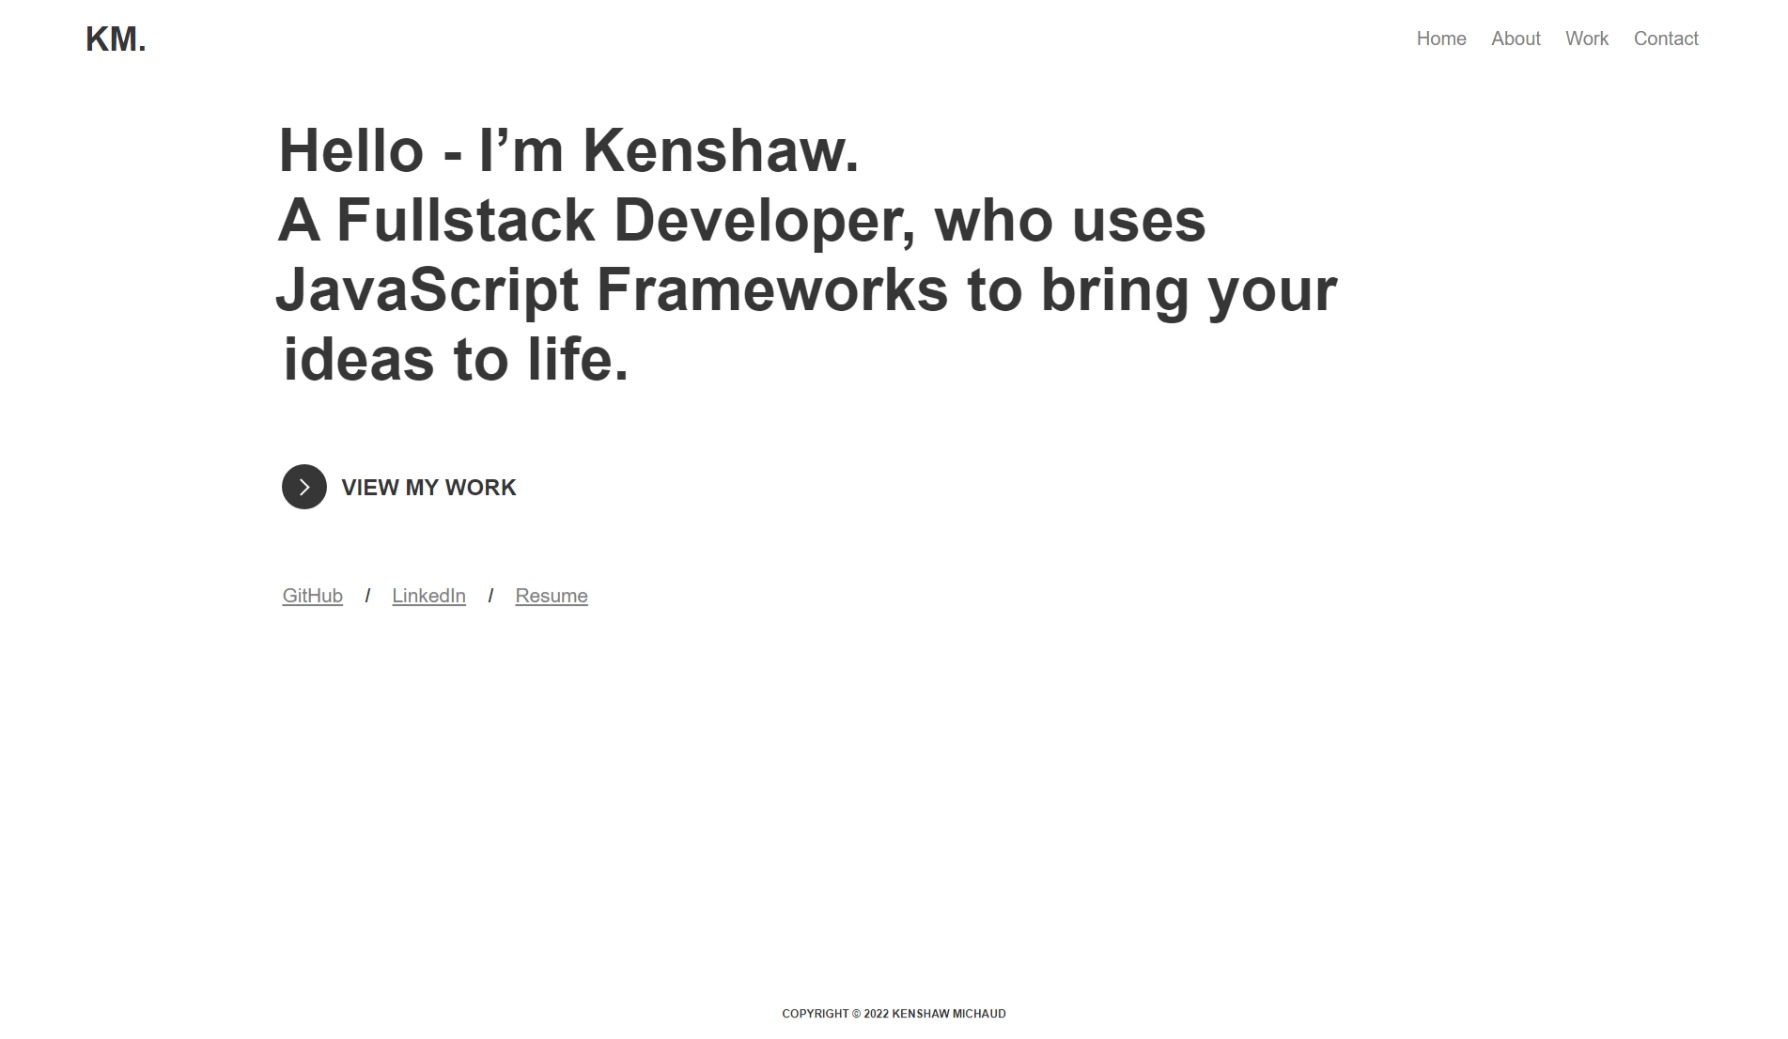 KM.
Home About Work Contact
Hello - I’m Kenshaw.
A Fullstack Developer, who uses
JavaScript Frameworks to bring your
ideas to life.
VIEW MY WORK
GitHub / LinkedIn / Resume
COPYRIGHT © 2022 KENSHAW MICHAUD